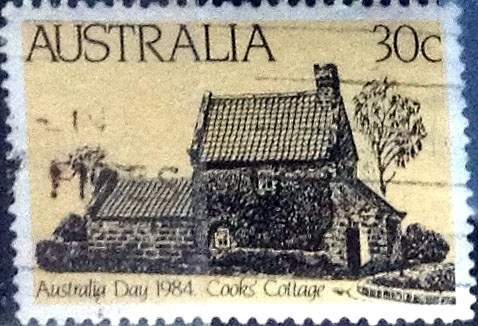 AUSTRALIA 30c
Australia Day 1984. Cooks' Cottage